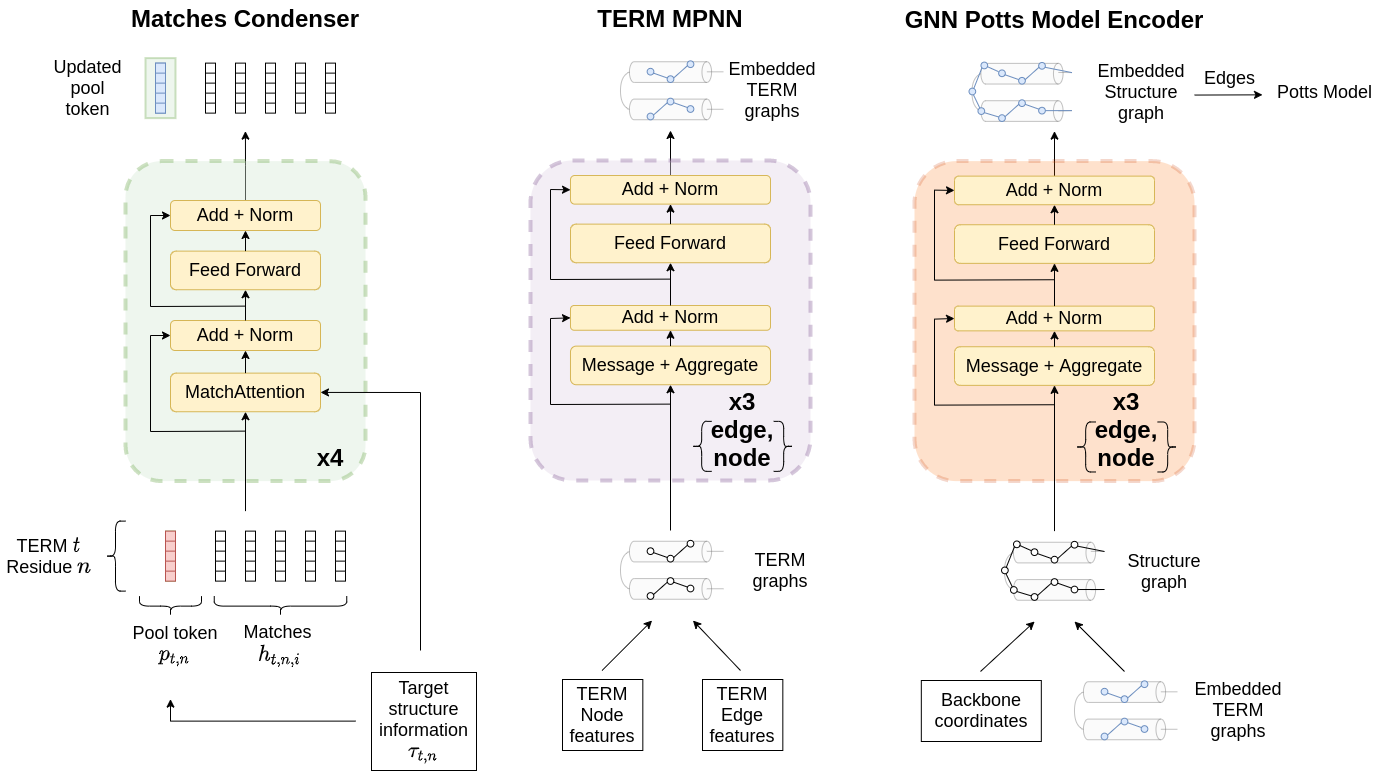 Matches Condenser
Updated
pool
token
Add + Norm
Feed Forward
Add + Norm
MatchAttention
x4
TERM t
Residue n
Pool token
p_{t,n}
Matches
h_{t,n,i}
Target
structure
information
τ_{t,n}
TERM MPNN
Embedded
TERM
graphs
Add + Norm
Feed Forward
Add + Norm
Message + Aggregate
x3
edge,
node
TERM
graphs
TERM
Node
features
TERM
Edge
features
GNN Potts Model Encoder
Embedded
Structure
graph
Edges
Potts Model
Add + Norm
Feed Forward
Add + Norm
Message + Aggregate
x3
edge,
node
Structure
graph
Backbone
coordinates
Embedded
TERM
graphs